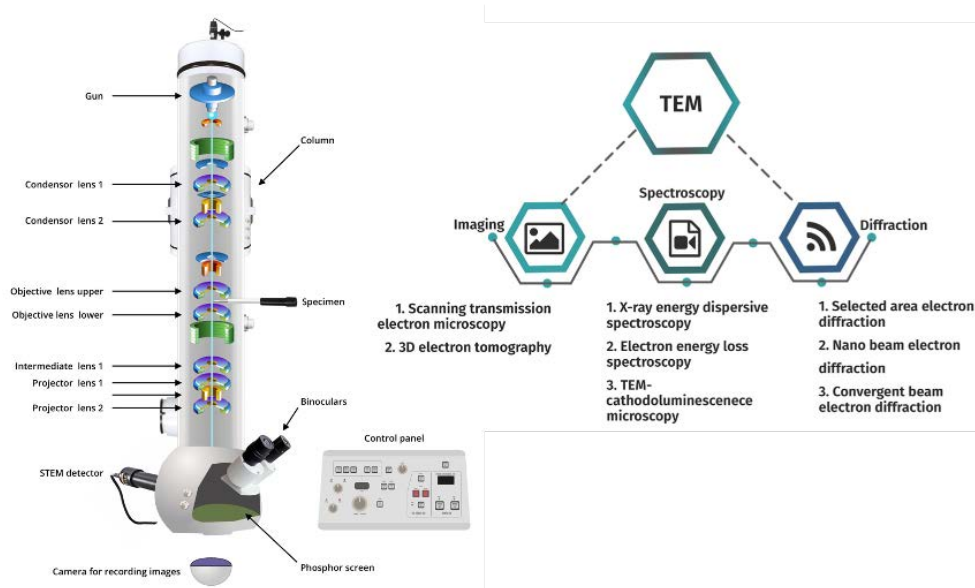 Gun
Column
Condensor lens 1
Condensor lens 2
Objective lens upper
Specimen
Objective lens lower
Intermediate lens 1
Projector lens 1
Projector lens 2
Binoculars
Control panel
STEM detector
Phosphor screen
Camera for recording images
TEM
Imaging
Spectroscopy
Diffraction
1. Scanning transmission
electron microscopy
2. 3D electron tomography
1. X-ray energy dispersive
spectroscopy
2. Electron energy loss
spectroscopy
3. TEM-
cathodoluminescenece
microscopy
1. Selected area electron
diffraction
2. Nano beam electron
diffraction
3. Convergent beam
electron diffraction